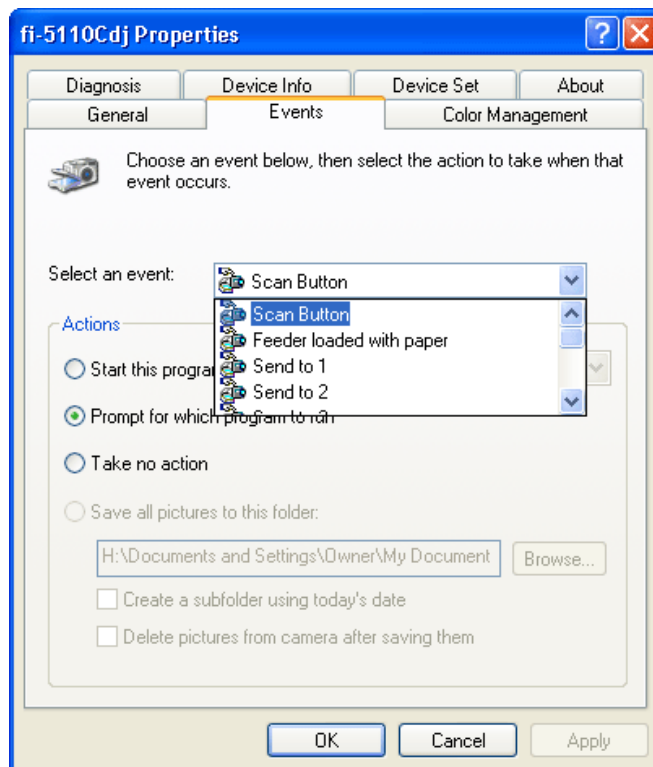 fi-5110Cdj Properties
Diagnosis
Device Info
Device Set
About
General
Events
Color Management
Choose an event below, then select the action to take when that
event occurs.
Select an event:
Scan Button
Scan Button
Feeder loaded with paper
Send to 1
Send to 2
Actions
Start this
Prompt for which program to run
Take no action
Save all pictures to this folder:
H:\Documents and Settings\Owner\My Document
Browse...
Create a subfolder using today's date
Delete pictures from camera after saving them
OK
Cancel
Apply